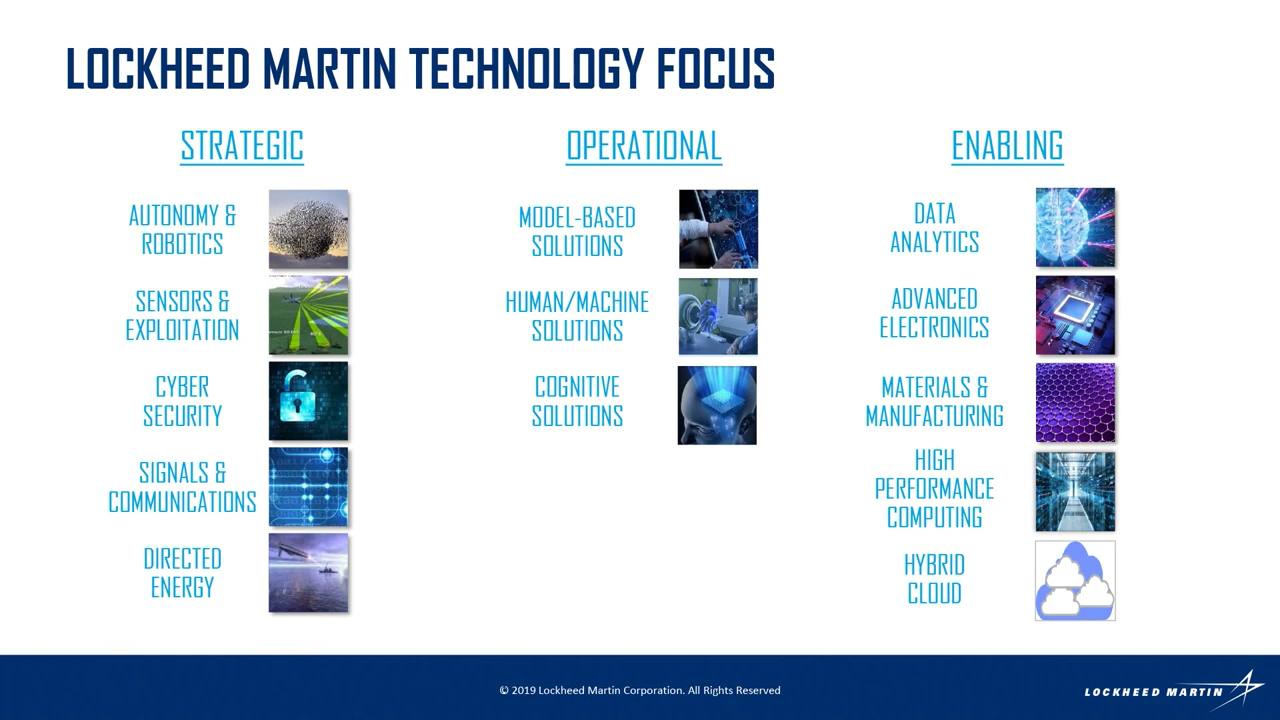 LOCKHEED MARTIN TECHNOLOGY FOCUS
STRATEGIC
AUTONOMY &
ROBOTICS
SENSORS &
EXPLOITATION
CYBER
SECURITY
SIGNALS &
COMMUNICATIONS
DIRECTED
ENERGY
OPERATIONAL
MODEL-BASED
SOLUTIONS
HUMAN/MACHINE
SOLUTIONS
COGNITIVE
SOLUTIONS
ENABLING
DATA
ANALYTICS
ADVANCED
ELECTRONICS
MATERIALS &
MANUFACTURING
HIGH
PERFORMANCE
COMPUTING
HYBRID
CLOUD
© 2019 Lockheed Martin Corporation. All Rights Reserved
LOCKHEED MARTIN